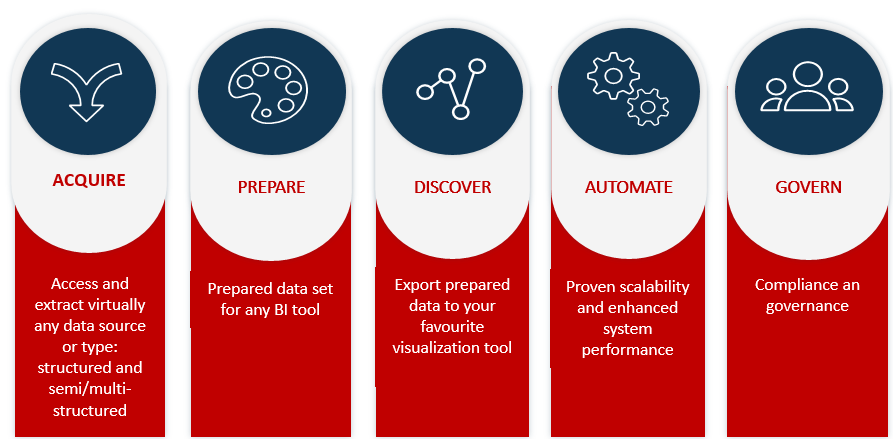 ACQUIRE
Access and
extract virtually
any data source
or type:
structured and
semi/multi-
structured
PREPARE
Prepared data set
for any BI tool
DISCOVER
Export prepared
data to your
favourite
visualization tool
AUTOMATE
Proven scalability
and enhanced
system
performance
GOVERN
Compliance an
governance